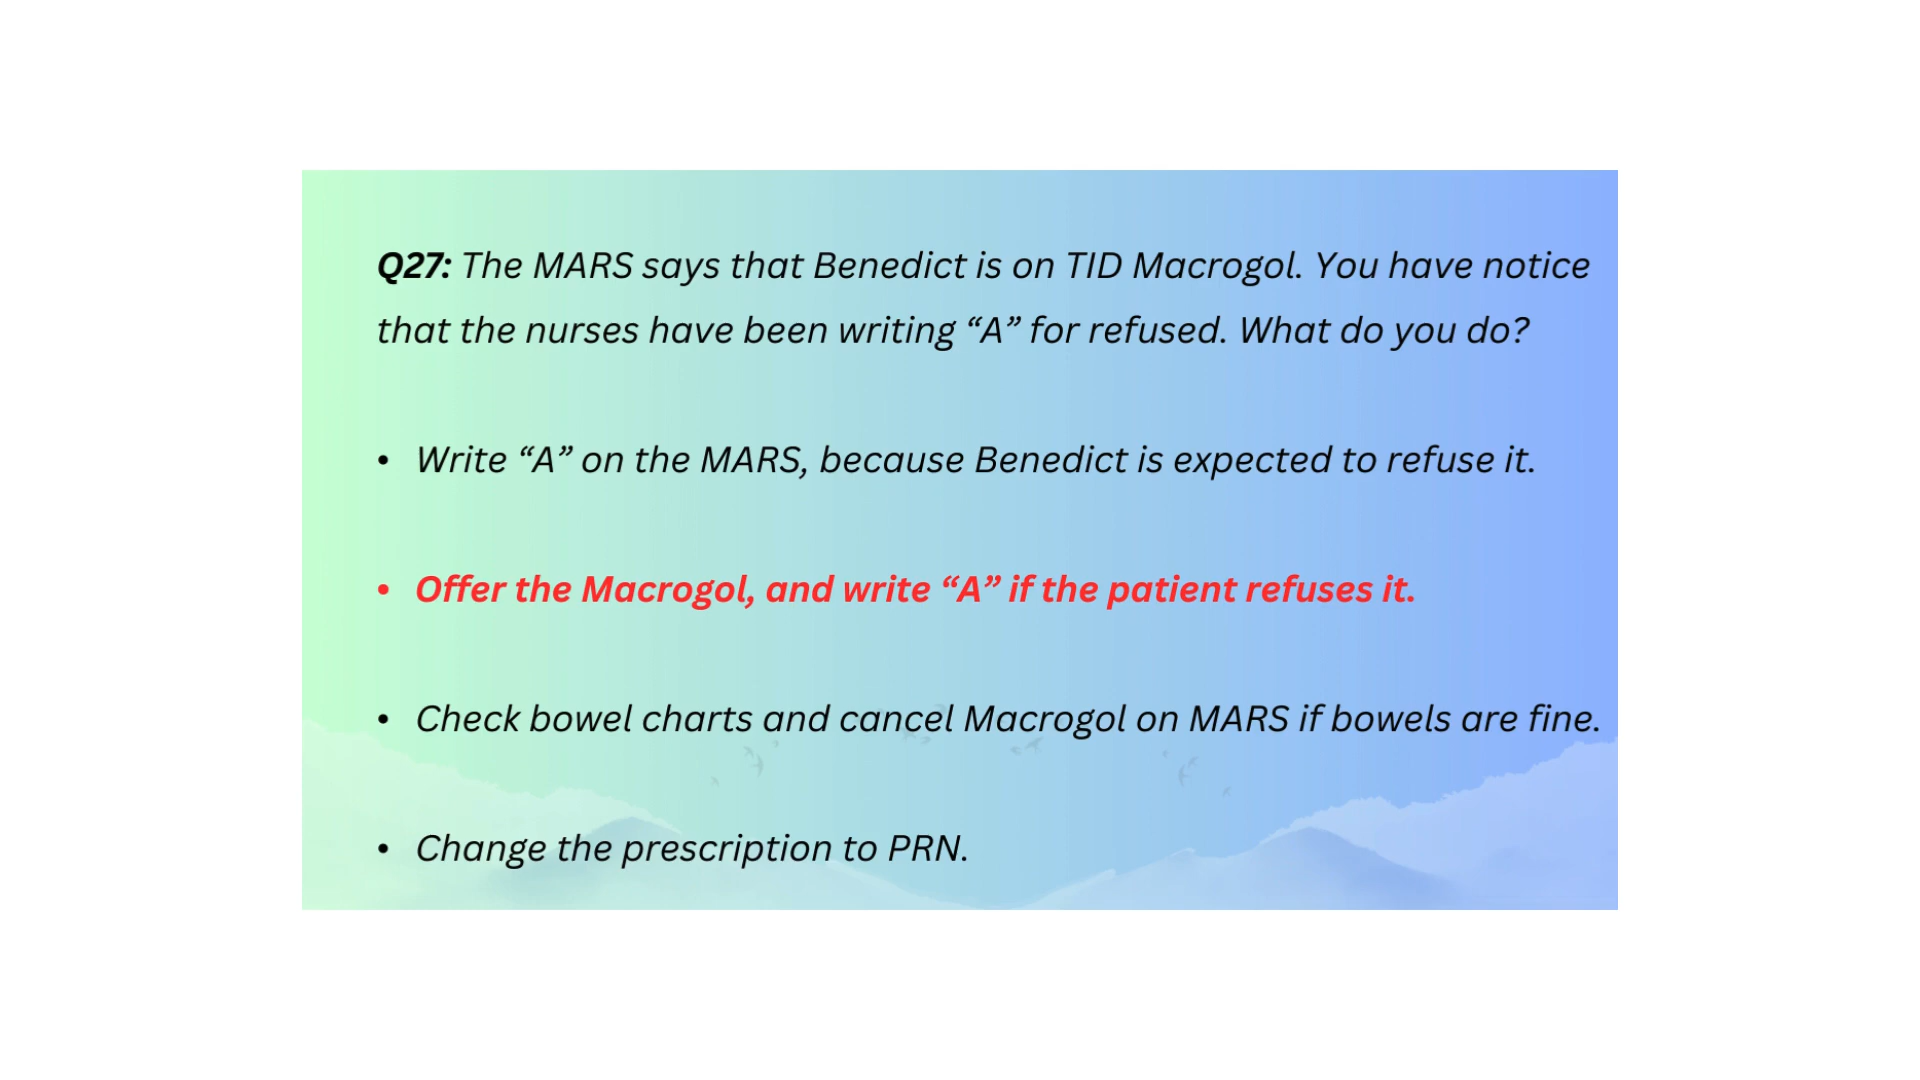 Q27: The MARS says that Benedict is on TID Macrogol. You have notice
that the nurses have been writing “A” for refused. What do you do?
• Write “A” on the MARS, because Benedict is expected to refuse it.
• Offer the Macrogol, and write “A” if the patient refuses it.
• Check bowel charts and cancel Macrogol on MARS if bowels are fine.
• Change the prescription to PRN.